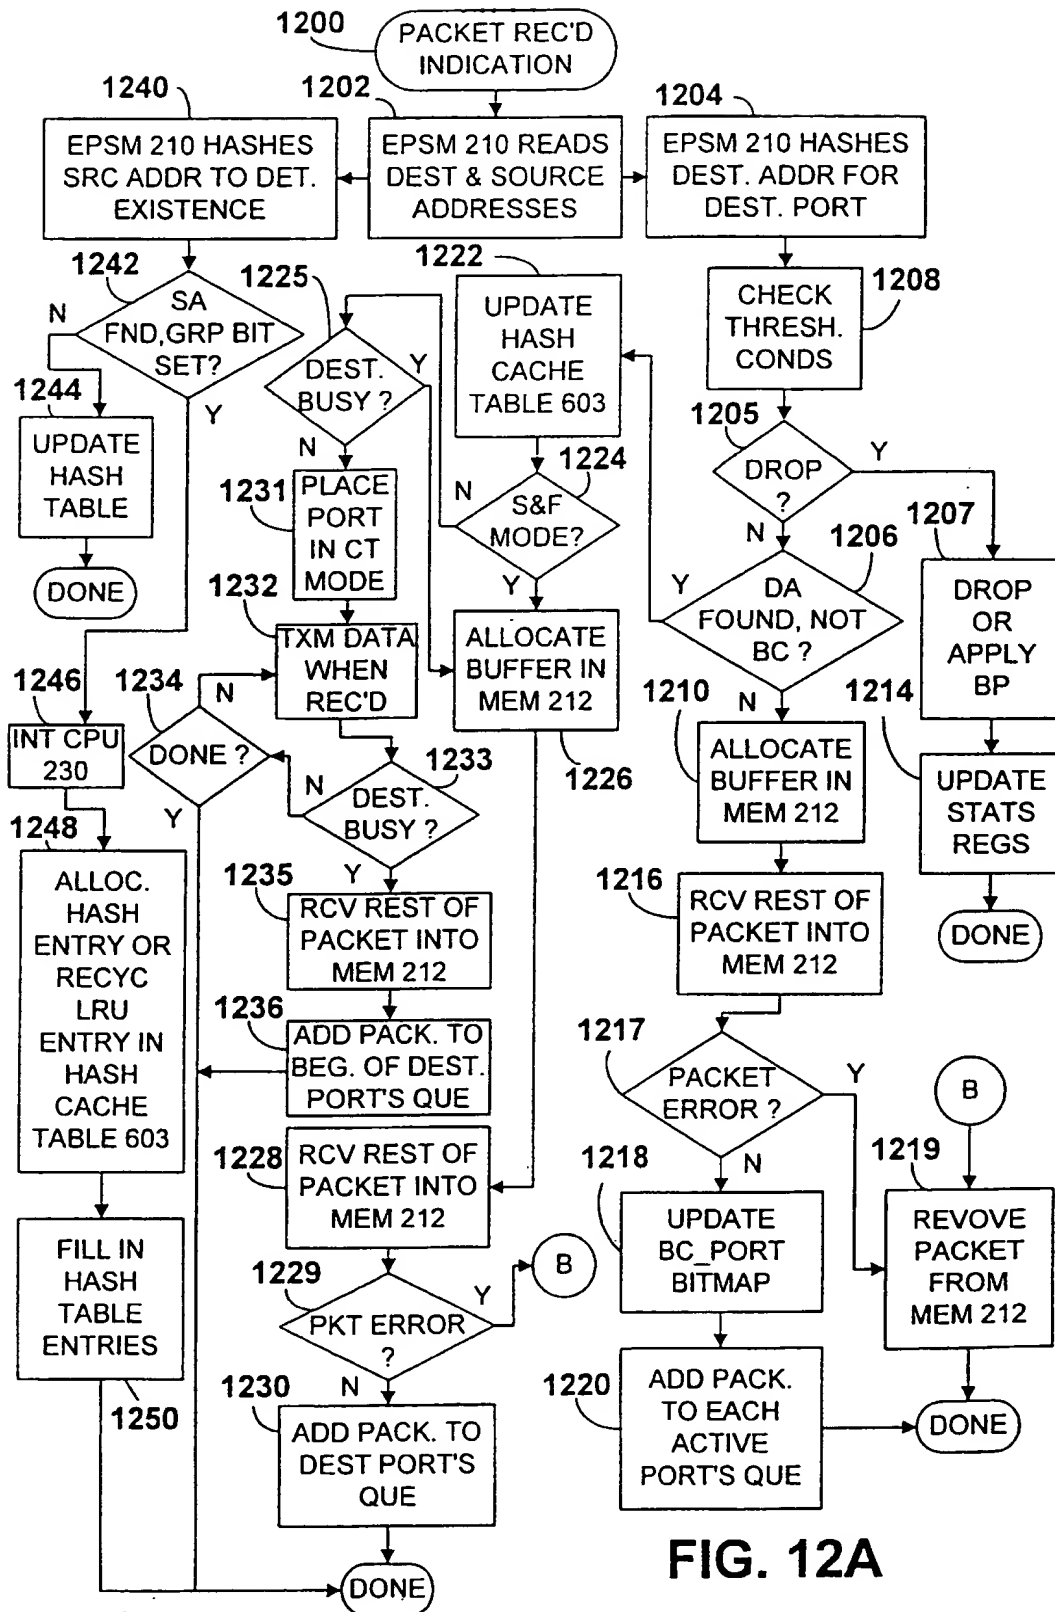 1200
PACKET REC'D
INDICATION
1240
EPSM 210 HASHES
SRC ADDR TO DET.
EXISTENCE
1202
EPSM 210 READS
DEST & SOURCE
ADDRESSES
1204
EPSM 210 HASHES
DEST. ADDR FOR
DEST. PORT
1242
SA
FND,GRP BIT
SET?
N
Y
1244
UPDATE
HASH
TABLE
DONE
1225
DEST.
BUSY ?
Y
N
1222
UPDATE
HASH
CACHE
TABLE 603
1208
CHECK
THRESH.
CONDS
1205
DROP
?
Y
N
1224
S&F
MODE?
N
Y
1231
PLACE
PORT
IN CT
MODE
1206
DA
FOUND, NOT
BC ?
Y
N
1207
DROP
OR
APPLY
BP
1232
TXM DATA
WHEN
REC'D
1234
DONE ?
N
Y
1226
ALLOCATE
BUFFER IN
MEM 212
1246
INT CPU
230
1233
DEST.
BUSY ?
N
Y
1210
ALLOCATE
BUFFER IN
MEM 212
1214
UPDATE
STATS
REGS
DONE
1248
ALLOC.
HASH
ENTRY OR
RECYC
LRU
ENTRY IN
HASH
CACHE
TABLE 603
1235
RCV REST OF
PACKET INTO
MEM 212
1216
RCV REST OF
PACKET INTO
MEM 212
1236
ADD PACK. TO
BEG. OF DEST.
PORT'S QUE
1217
PACKET
ERROR ?
Y
N
B
1228
RCV REST OF
PACKET INTO
MEM 212
1218
UPDATE
BC_PORT
BITMAP
1219
REVOVE
PACKET
FROM
MEM 212
FILL IN
HASH
TABLE
ENTRIES
1250
1229
PKT ERROR
?
Y
N
B
1230
ADD PACK. TO
DEST PORT'S
QUE
1220
ADD PACK.
TO EACH
ACTIVE
PORT'S QUE
DONE
DONE
FIG. 12A